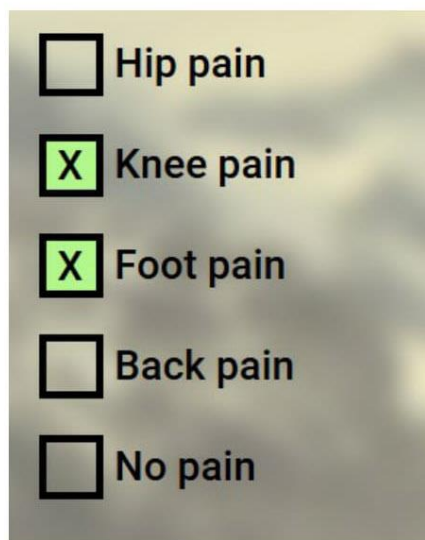 Hip pain
X Knee pain
X Foot pain
Back pain
No pain